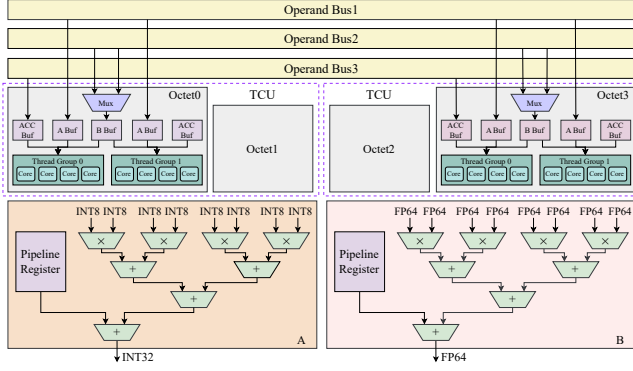 Operand Bus1
Operand Bus2
Operand Bus3
Octet0 TCU TCU Octet3
Mux Mux
ACC Buf A Buf B Buf A Buf ACC Buf
ACC Buf A Buf B Buf A Buf ACC Buf
Octet1 Octet2
Thread Group 0 Thread Group 1 Thread Group 0 Thread Group 1
Core Core Core Core Core Core Core Core
Core Core Core Core Core Core Core Core
INT8 INT8 INT8 INT8 INT8 INT8 INT8 INT8
FP64 FP64 FP64 FP64 FP64 FP64 FP64 FP64
× × × × × × × ×
Pipeline Register
Pipeline Register
+ + + +
+ +
+ +
A B
INT32 FP64